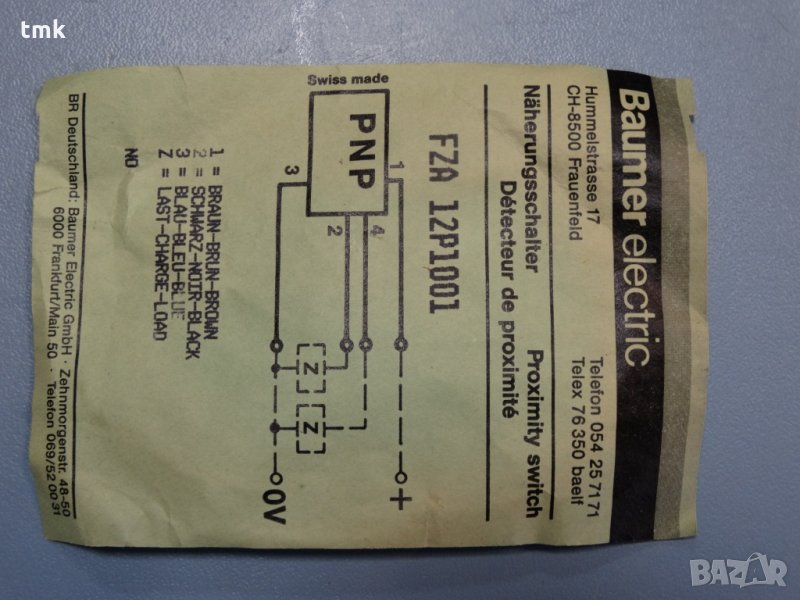 tmk
Baumer electric
Hummelstrasse 17
CH-8500 Frauenfeld
Telefon 054 25 71 71
Telex 76 350 baelf
Näherungsschalter
Proximity switch
Détecteur de proximité
FZA 12P1001
Swiss made
PNP
1
4
2
3
Z
Z
+
0V
1 = BRAUN-BRUN-BROWN
2 = SCHWARZ-NOIR-BLACK
3 = BLAU-BLEU-BLUE
Z = LAST-CHARGE-LOAD
NO
BR Deutschland: Baumer Electric GmbH · Zehnmorgenstr. 48-50
6000 Frankfurt/Main 50 · Telefon 069/52 00 31
BAZAR